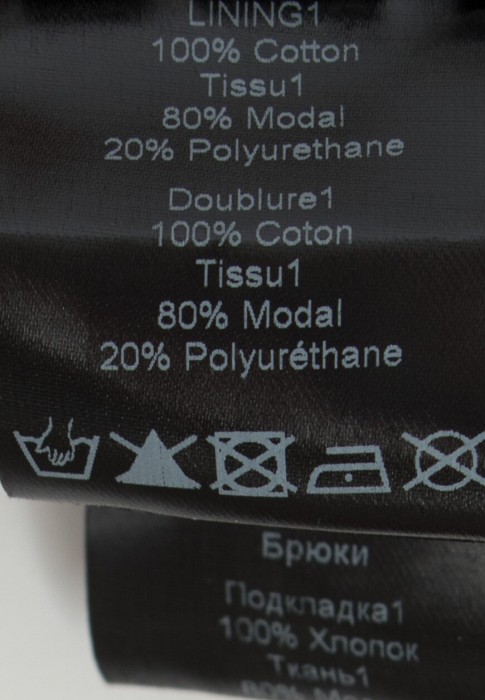 LINING1
100% Cotton
Tissu1
80% Modal
20% Polyurethane
Doublure1
100% Coton
Tissu1
80% Modal
20% Polyuréthane
Брюки
Подкладка1
100% Хлопок
Ткань1
80%